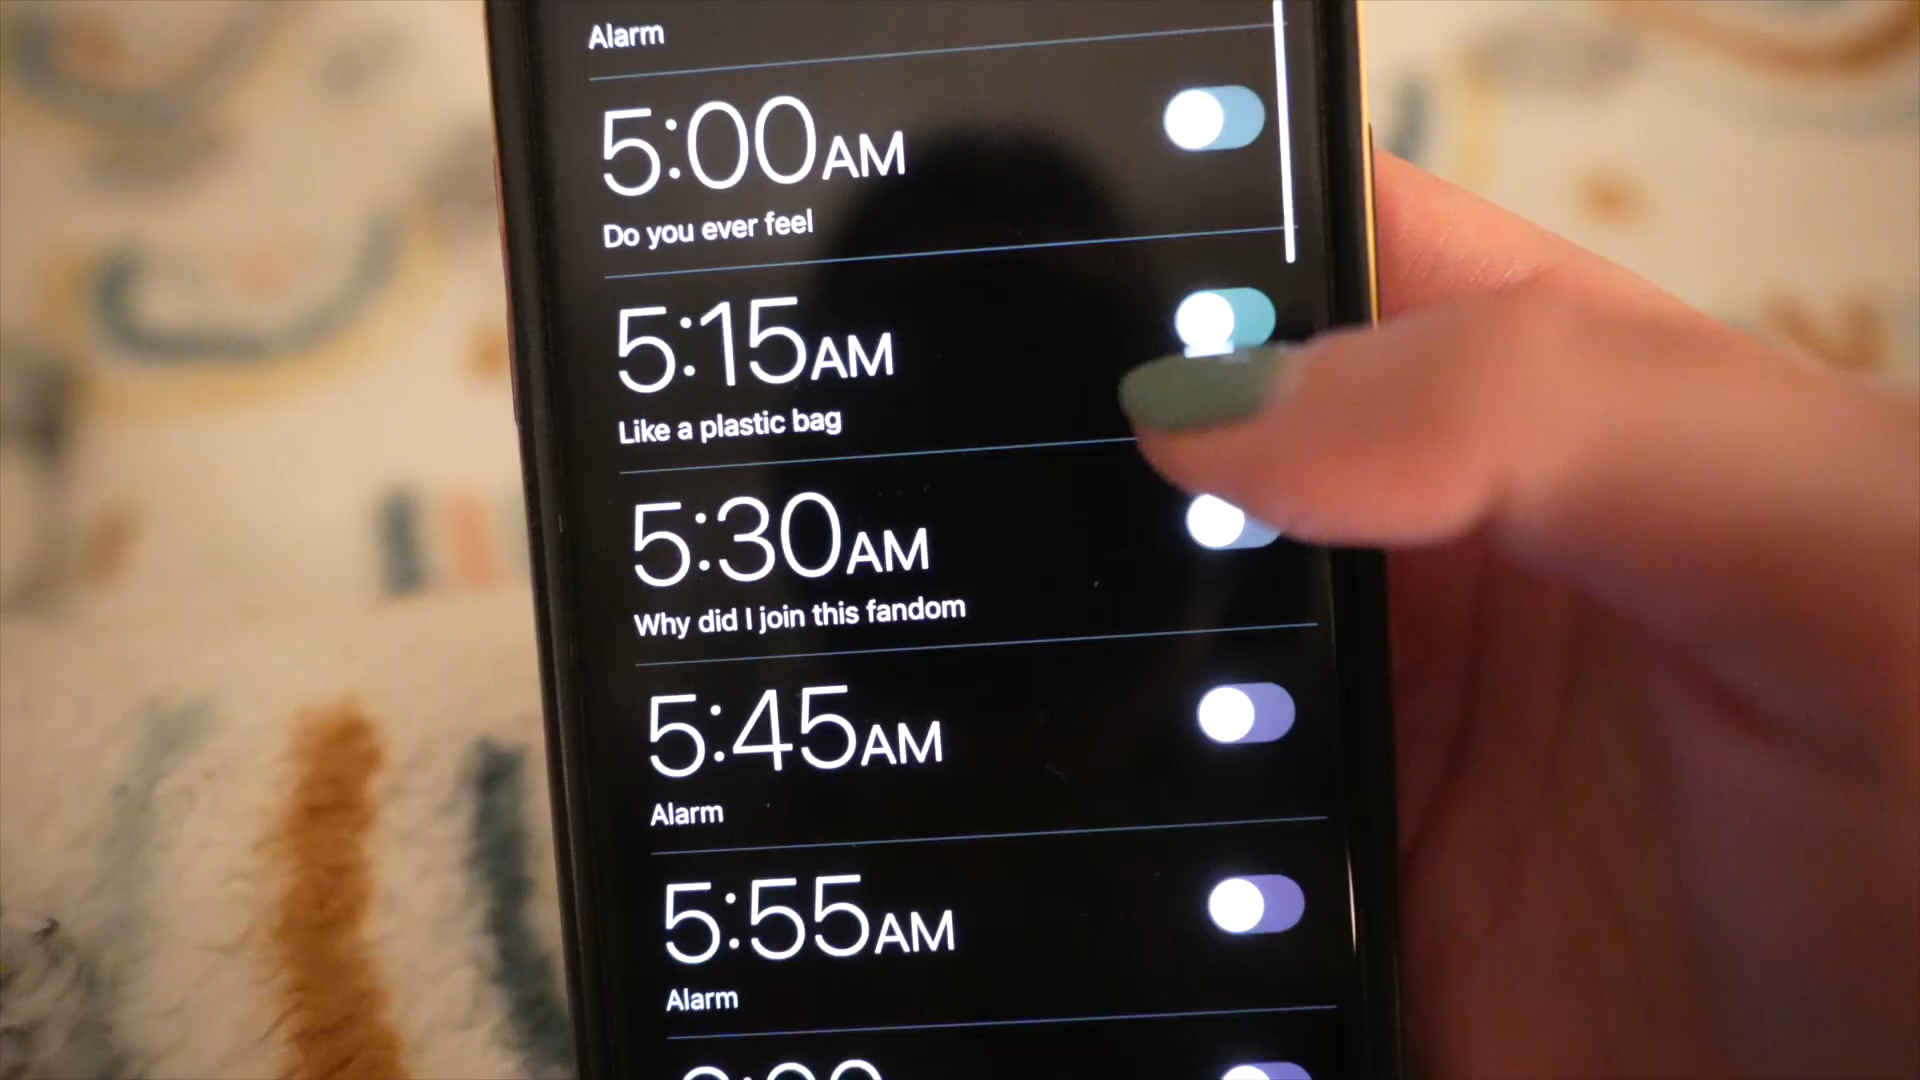 Alarm
5:00AM
Do you ever feel
5:15AM
Like a plastic bag
5:30AM
Why did I join this fandom
5:45AM
Alarm
5:55AM
Alarm